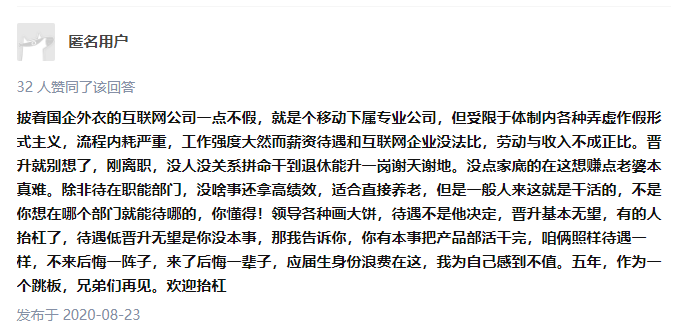 匿名用户
32 人赞同了该回答
披着国企外衣的互联网公司一点不假，就是个移动下属专业公司，但受限于体制内各种弄虚作假形
式主义，流程内耗严重，工作强度大然而薪资待遇和互联网企业没法比，劳动与收入不成正比。晋
升就别想了，刚离职，没人没关系拼命干到退休能升一岗谢天谢地。没点家底的在这想赚点老婆本
真难。除非待在职能部门，没啥事还拿高绩效，适合直接养老，但是一般人来这就是干活的，不是
你想在哪个部门就能待哪的，你懂得！领导各种画大饼，待遇不是他决定，晋升基本无望，有的人
抬杠了，待遇低晋升无望是你没本事，那我告诉你，你有本事把产品部活干完，咱俩照样待遇一
样，不来后悔一阵子，来了后悔一辈子，应届生身份浪费在这，我为自己感到不值。五年，作为一
个跳板，兄弟们再见。欢迎抬杠
发布于 2020-08-23